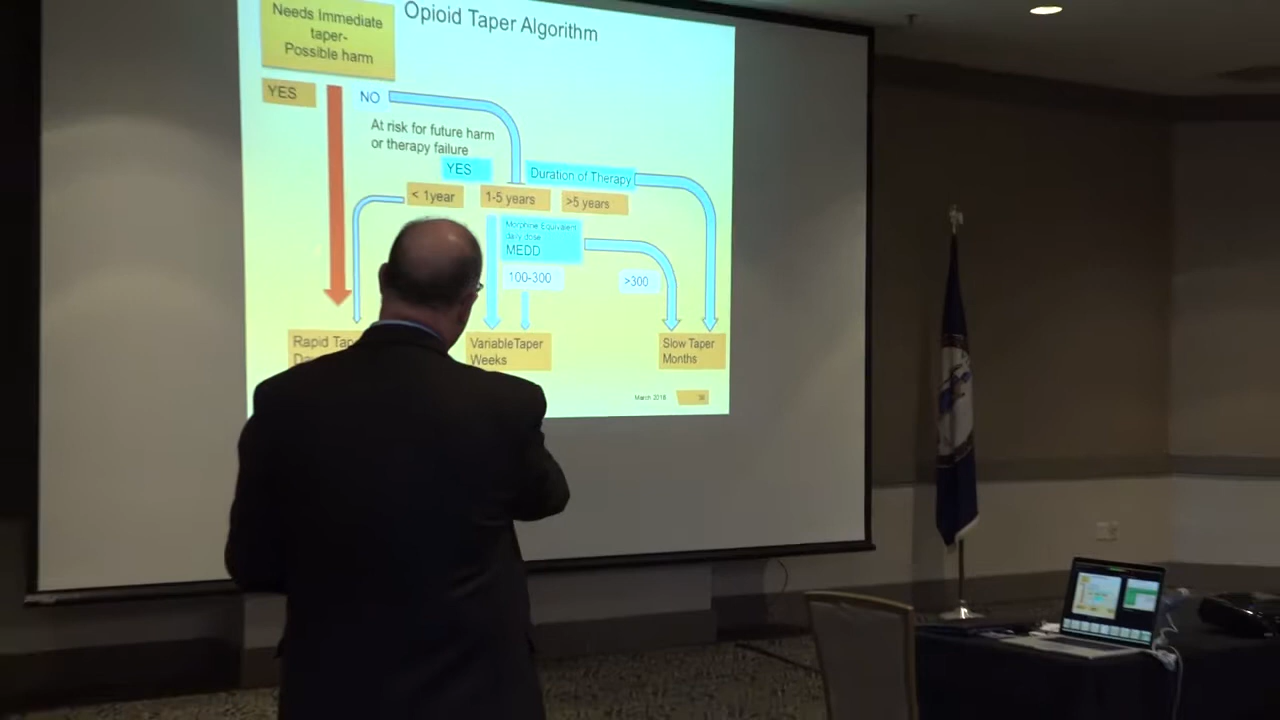 Opioid Taper Algorithm
Needs Immediate
taper-
Possible harm
YES
NO
At risk for future harm
or therapy failure
YES
Duration of Therapy
< 1year
1-5 years
>5 years
Morphine Equivalent
daily dose
MEDD
100-300
>300
Rapid
VariableTaper
Weeks
Slow Taper
Months
March 2018